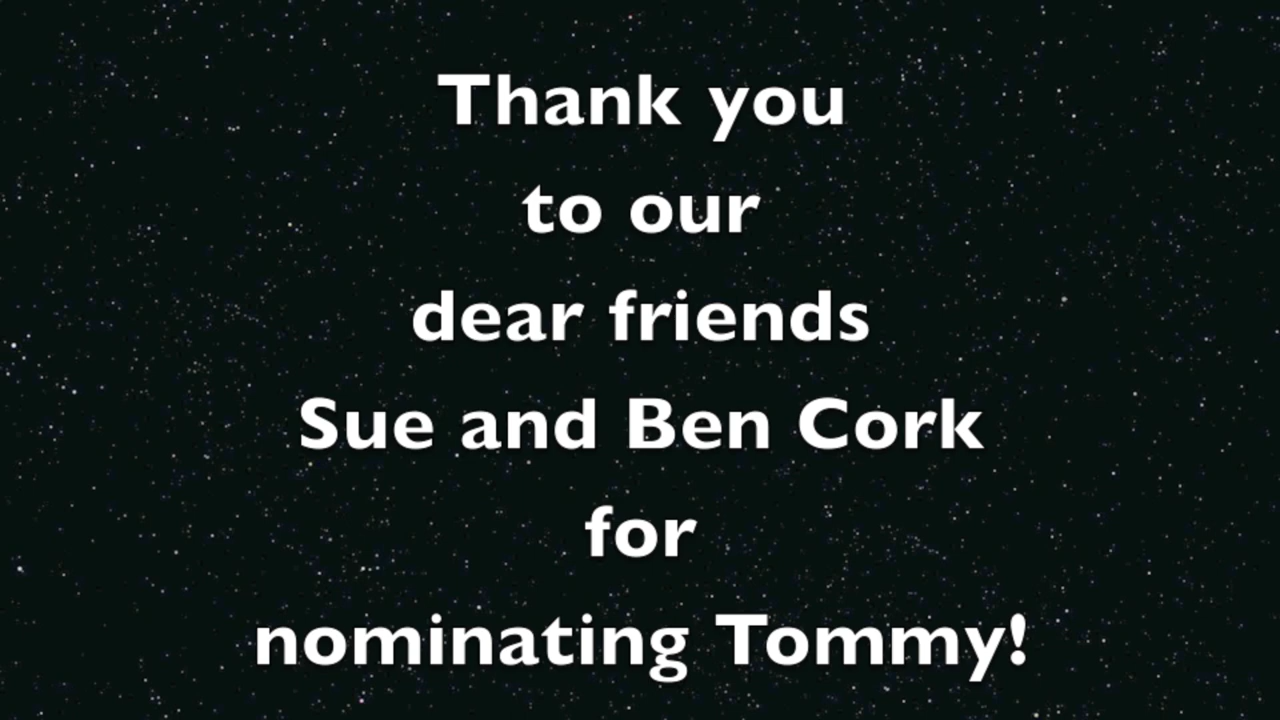 Thank you
to our
dear friends
Sue and Ben Cork
for
nominating Tommy!